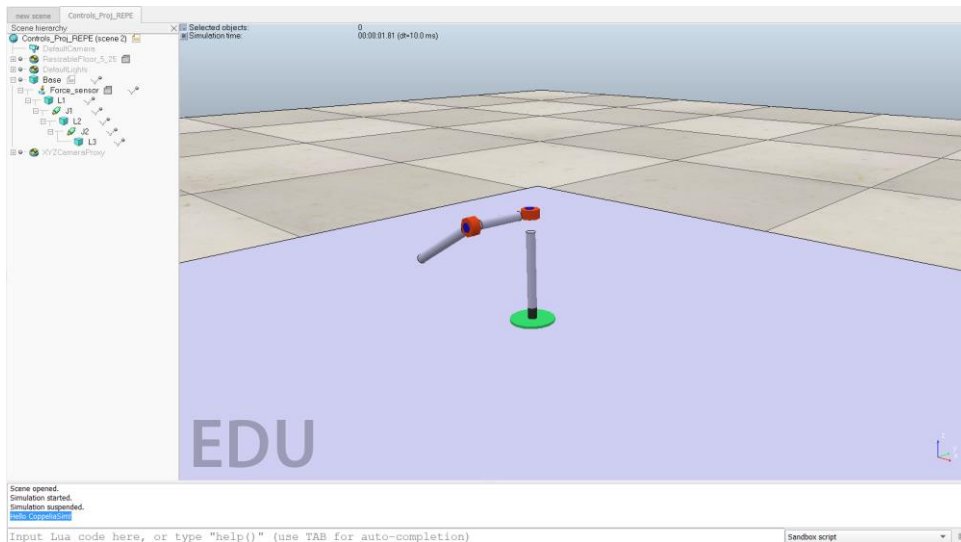 new scene
Controls_Proj_REPE
Scene hierarchy
Selected objects: 0
Simulation time: 00:00:01.81 (dt=10.0 ms)
Controls_Proj_REPE (scene 2)
DefaultCamera
ResizableFloor_5_25
DefaultLights
Base
Force_sensor
L1
J1
L2
J2
L3
XYZCameraProxy
EDU
Scene opened.
Simulation started.
Simulation suspended.
Hello CoppeliaSim!
Input Lua code here, or type "help()" (use TAB for auto-completion)
Sandbox script